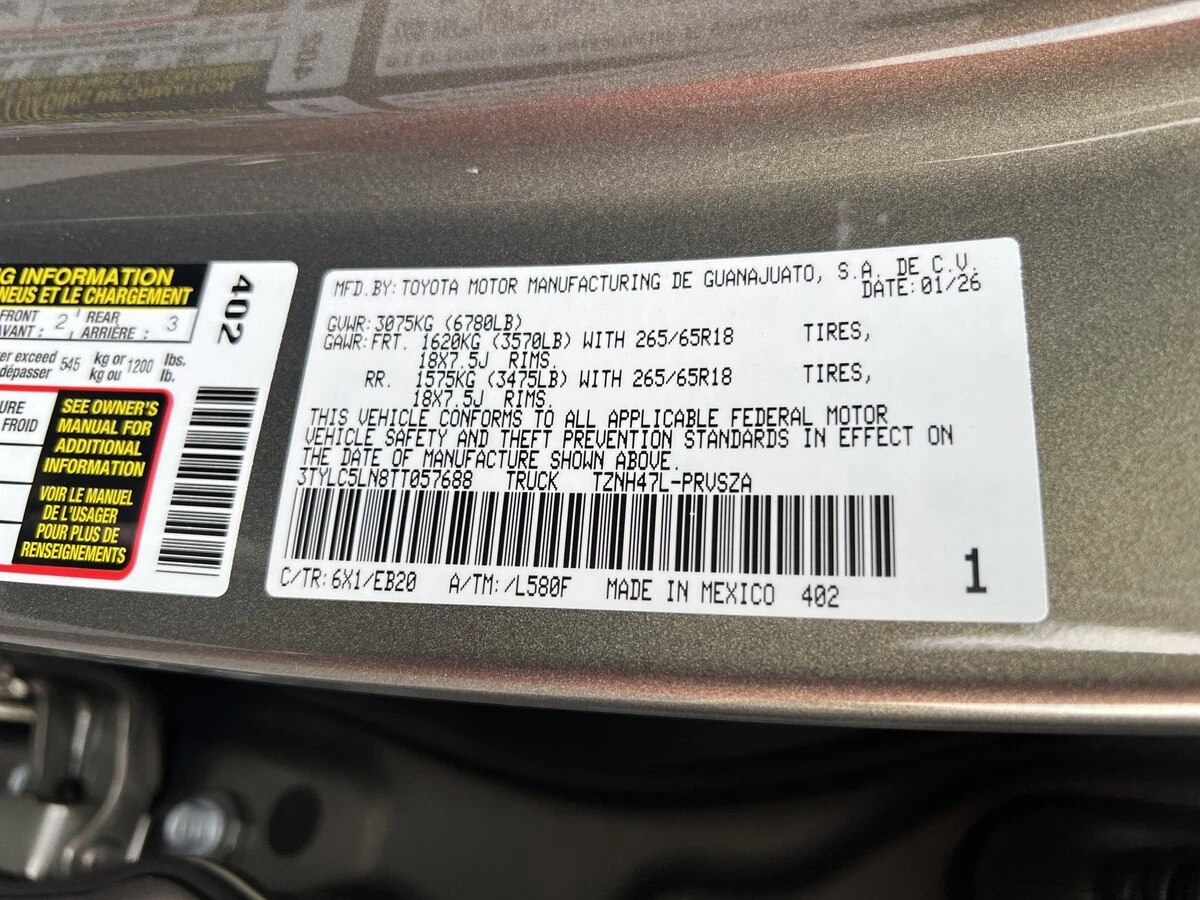 NG INFORMATION
NEUS ET LE CHARGEMENT
FRONT
AVANT : 2 REAR
ARRIÈRE : 3
er exceed
dépasser 545 kg or
kg ou 1200 lbs.
lb.
URE
FROID
SEE OWNER'S
MANUAL FOR
ADDITIONAL
INFORMATION
VOIR LE MANUEL
DE L'USAGER
POUR PLUS DE
RENSEIGNEMENTS
402
MFD.BY:TOYOTA MOTOR MANUFACTURING DE GUANAJUATO, S.A. DE C.V.
DATE:01/26
GVWR:3075KG (6780LB)
GAWR:FRT. 1620KG (3570LB) WITH 265/65R18 TIRES,
18X7.5J RIMS.
RR. 1575KG (3475LB) WITH 265/65R18 TIRES,
18X7.5J RIMS.
THIS VEHICLE CONFORMS TO ALL APPLICABLE FEDERAL MOTOR
VEHICLE SAFETY AND THEFT PREVENTION STANDARDS IN EFFECT ON
THE DATE OF MANUFACTURE SHOWN ABOVE.
3TYLC5LN8TT057688 TRUCK TZNH47L-PRVSZA
C/TR:6X1/EB20 A/TM:/L580F MADE IN MEXICO 402
1